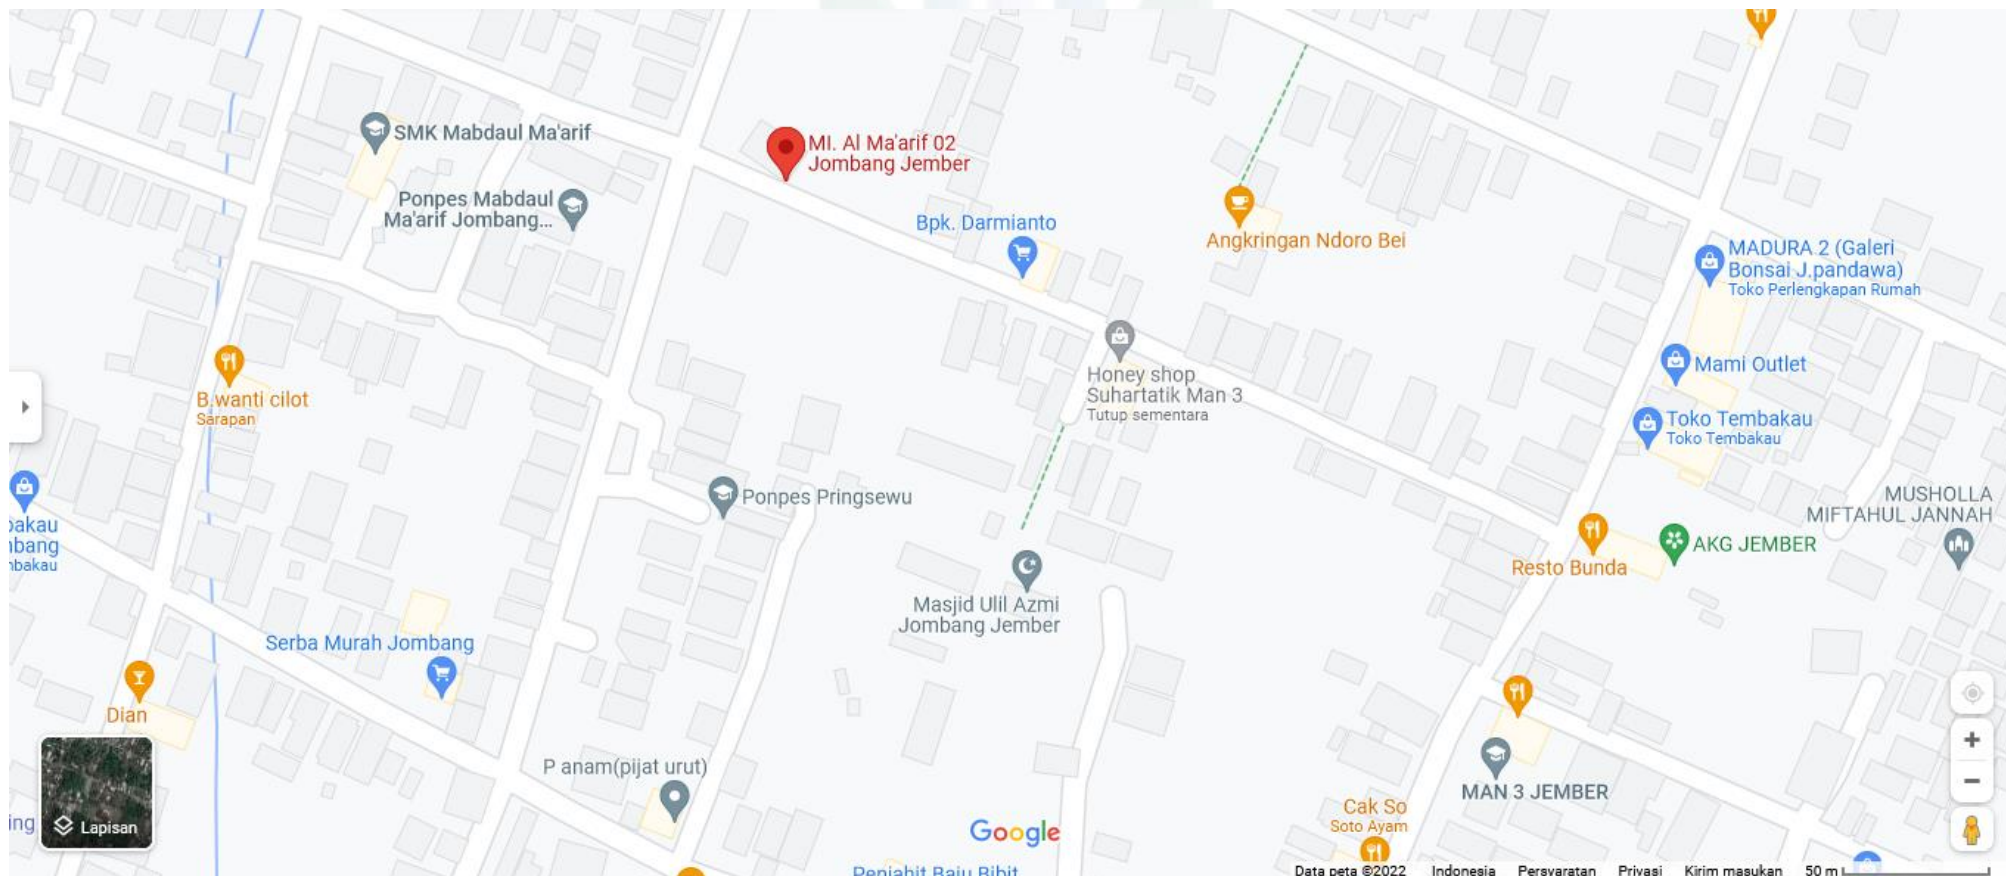 SMK Mabdaul Ma'arif
MI. Al Ma'arif 02
Jombang Jember
Ponpes Mabdaul
Ma'arif Jombang...
Bpk. Darmianto
Angkringan Ndoro Bei
MADURA 2 (Galeri
Bonsai J.pandawa)
Toko Perlengkapan Rumah
B.wanti cilot
Sarapan
Honey shop
Suhartatik Man 3
Tutup sementara
Mami Outlet
Toko Tembakau
Toko Tembakau
Ponpes Pringsewu
MUSHOLLA
MIFTAHUL JANNAH
AKG JEMBER
Resto Bunda
Masjid Ulil Azmi
Jombang Jember
Serba Murah Jombang
Dian
P anam(pijat urut)
MAN 3 JEMBER
Cak So
Soto Ayam
Lapisan
Google
Penjahit Baju Bibit
Data peta ©2022 Indonesia Persyaratan Privasi Kirim masukan 50 m